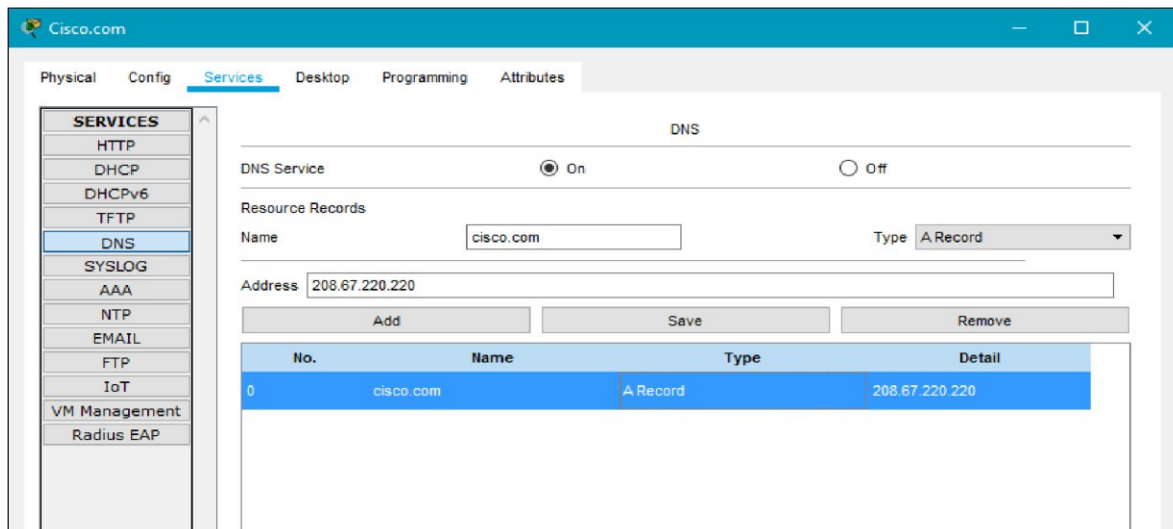 Cisco.com
Physical Config Services Desktop Programming Attributes
SERVICES
HTTP
DHCP
DHCPv6
TFTP
DNS
SYSLOG
AAA
NTP
EMAIL
FTP
IoT
VM Management
Radius EAP
DNS
DNS Service On Off
Resource Records
Name cisco.com Type A Record
Address 208.67.220.220
Add Save Remove
No. Name Type Detail
0 cisco.com A Record 208.67.220.220